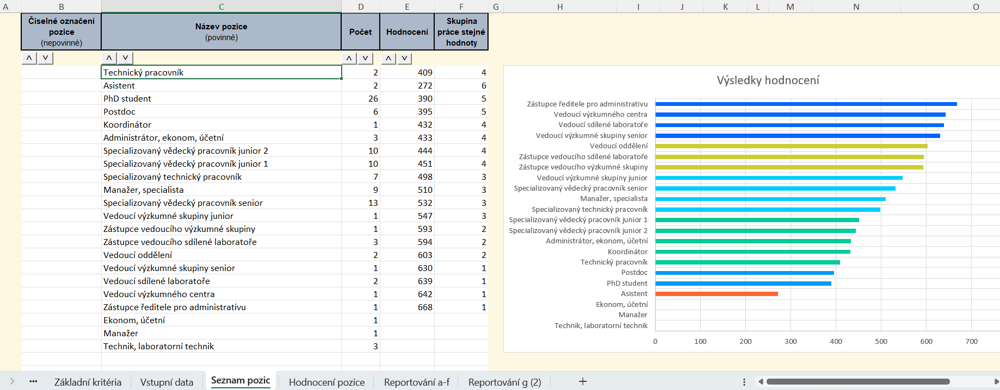 A B C D E F G H I J K L M N O
Číselné označení
pozice
(nepovinné)
Název pozice
(povinné)
Počet
Hodnocení
Skupina
práce stejné
hodnoty
˄ ˅ ˄ ˅ ˄ ˅ ˄ ˅
Technický pracovník 2 409 4
Asistent 2 272 6
PhD student 26 390 5
Postdoc 6 395 5
Koordinátor 1 432 4
Administrátor, ekonom, účetní 3 433 4
Specializovaný vědecký pracovník junior 2 10 444 4
Specializovaný vědecký pracovník junior 1 10 451 4
Specializovaný technický pracovník 7 498 3
Manažer, specialista 9 510 3
Specializovaný vědecký pracovník senior 13 532 3
Vedoucí výzkumné skupiny junior 1 547 3
Zástupce vedoucího výzkumné skupiny 1 593 2
Zástupce vedoucího sdílené laboratoře 3 594 2
Vedoucí oddělení 2 603 2
Vedoucí výzkumné skupiny senior 1 630 1
Vedoucí sdílené laboratoře 2 639 1
Vedoucí výzkumného centra 1 642 1
Zástupce ředitele pro administrativu 1 668 1
Ekonom, účetní 1
Manažer 1
Technik, laboratorní technik 3
Výsledky hodnocení
Zástupce ředitele pro administrativu
Vedoucí výzkumného centra
Vedoucí sdílené laboratoře
Vedoucí výzkumné skupiny senior
Vedoucí oddělení
Zástupce vedoucího sdílené laboratoře
Zástupce vedoucího výzkumné skupiny
Vedoucí výzkumné skupiny junior
Specializovaný vědecký pracovník senior
Manažer, specialista
Specializovaný technický pracovník
Specializovaný vědecký pracovník junior 1
Specializovaný vědecký pracovník junior 2
Administrátor, ekonom, účetní
Koordinátor
Technický pracovník
Postdoc
PhD student
Asistent
Ekonom, účetní
Manažer
Technik, laboratorní technik
0 100 200 300 400 500 600 700
Základní kritéria Vstupní data Seznam pozic Hodnocení pozice Reportování a-f Reportování g (2) +